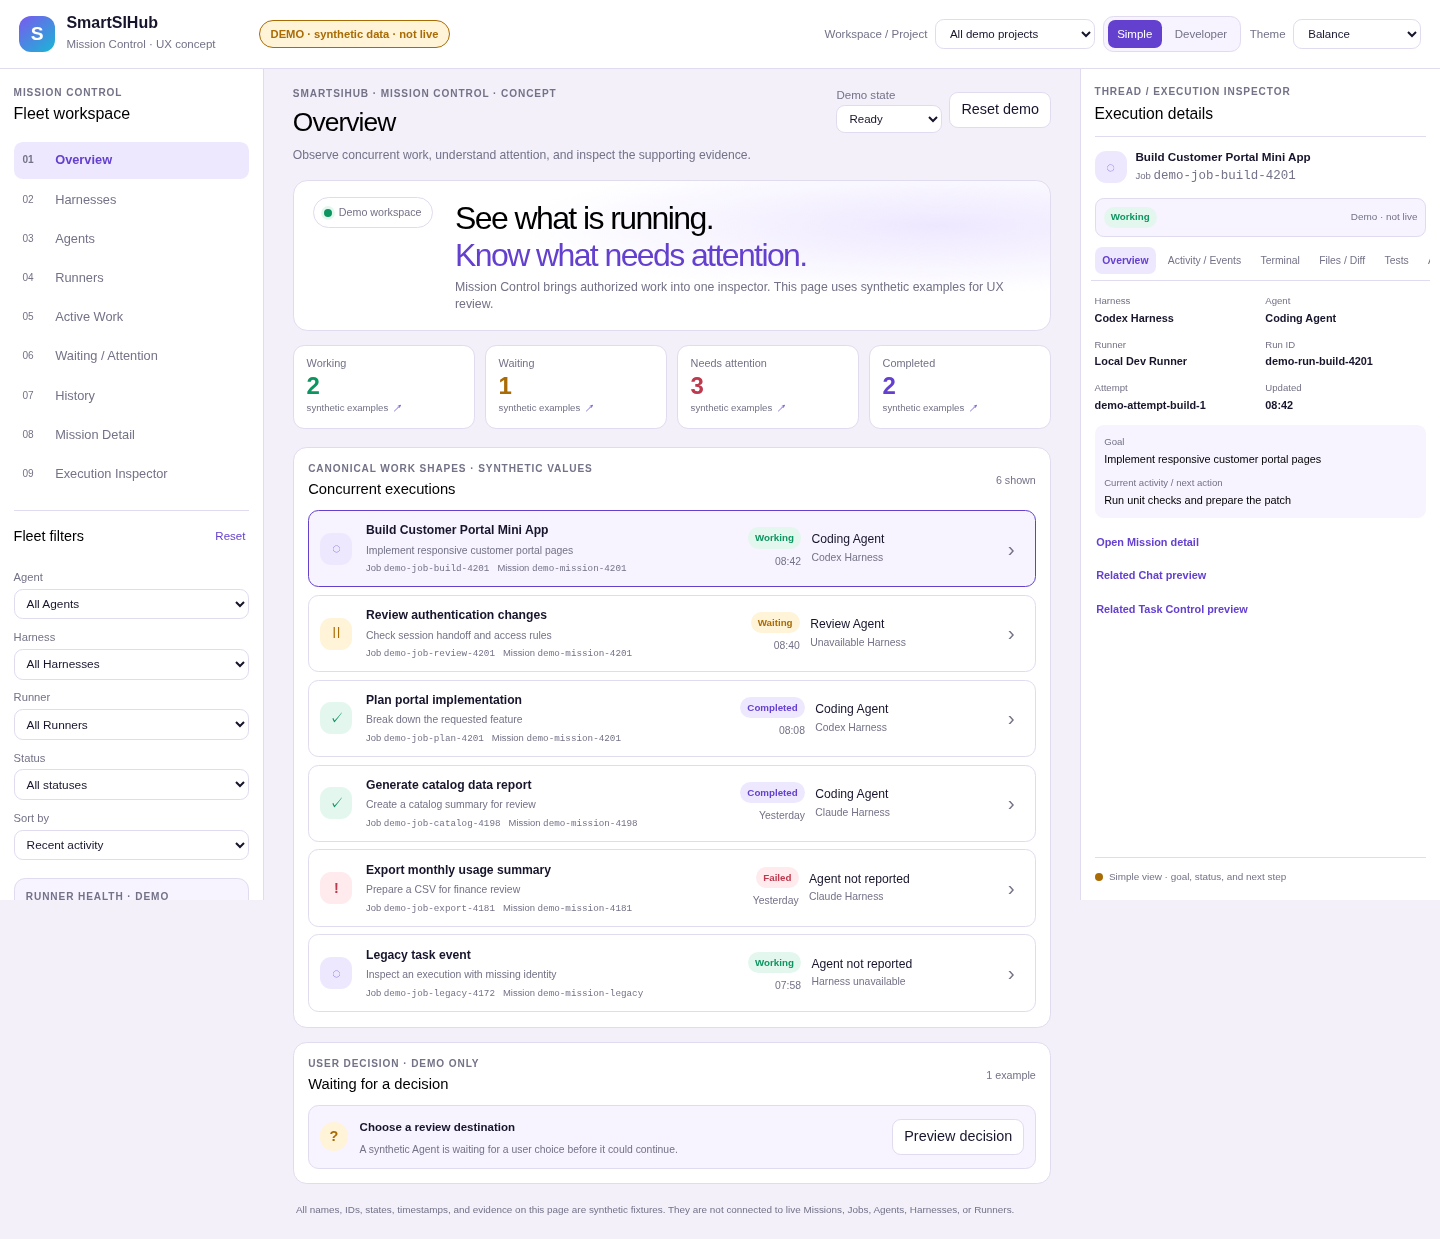 S
SmartSIHub
Mission Control · UX concept
DEMO · synthetic data · not live
Workspace / Project
All demo projects
Simple
Developer
Theme
Balance
MISSION CONTROL
Fleet workspace
01 Overview
02 Harnesses
03 Agents
04 Runners
05 Active Work
06 Waiting / Attention
07 History
08 Mission Detail
09 Execution Inspector
Fleet filters
Reset
Agent
All Agents
Harness
All Harnesses
Runner
All Runners
Status
All statuses
Sort by
Recent activity
RUNNER HEALTH · DEMO
SMARTSIHUB · MISSION CONTROL · CONCEPT
Overview
Observe concurrent work, understand attention, and inspect the supporting evidence.
Demo state
Ready
Reset demo
Demo workspace
See what is running.
Know what needs attention.
Mission Control brings authorized work into one inspector. This page uses synthetic examples for UX
review.
Working
2
synthetic examples ↗
Waiting
1
synthetic examples ↗
Needs attention
3
synthetic examples ↗
Completed
2
synthetic examples ↗
CANONICAL WORK SHAPES · SYNTHETIC VALUES
Concurrent executions
6 shown
Build Customer Portal Mini App
Implement responsive customer portal pages
Job demo-job-build-4201 Mission demo-mission-4201
Working
08:42
Coding Agent
Codex Harness
Review authentication changes
Check session handoff and access rules
Job demo-job-review-4201 Mission demo-mission-4201
Waiting
08:40
Review Agent
Unavailable Harness
Plan portal implementation
Break down the requested feature
Job demo-job-plan-4201 Mission demo-mission-4201
Completed
08:08
Coding Agent
Codex Harness
Generate catalog data report
Create a catalog summary for review
Job demo-job-catalog-4198 Mission demo-mission-4198
Completed
Yesterday
Coding Agent
Claude Harness
!
Export monthly usage summary
Prepare a CSV for finance review
Job demo-job-export-4181 Mission demo-mission-4181
Failed
Yesterday
Agent not reported
Claude Harness
Legacy task event
Inspect an execution with missing identity
Job demo-job-legacy-4172 Mission demo-mission-legacy
Working
07:58
Agent not reported
Harness unavailable
USER DECISION · DEMO ONLY
Waiting for a decision
1 example
?
Choose a review destination
A synthetic Agent is waiting for a user choice before it could continue.
Preview decision
All names, IDs, states, timestamps, and evidence on this page are synthetic fixtures. They are not connected to live Missions, Jobs, Agents, Harnesses, or Runners.
THREAD / EXECUTION INSPECTOR
Execution details
Build Customer Portal Mini App
Job demo-job-build-4201
Working
Demo · not live
Overview
Activity / Events
Terminal
Files / Diff
Tests
Harness
Codex Harness
Agent
Coding Agent
Runner
Local Dev Runner
Run ID
demo-run-build-4201
Attempt
demo-attempt-build-1
Updated
08:42
Goal
Implement responsive customer portal pages
Current activity / next action
Run unit checks and prepare the patch
Open Mission detail
Related Chat preview
Related Task Control preview
Simple view · goal, status, and next step